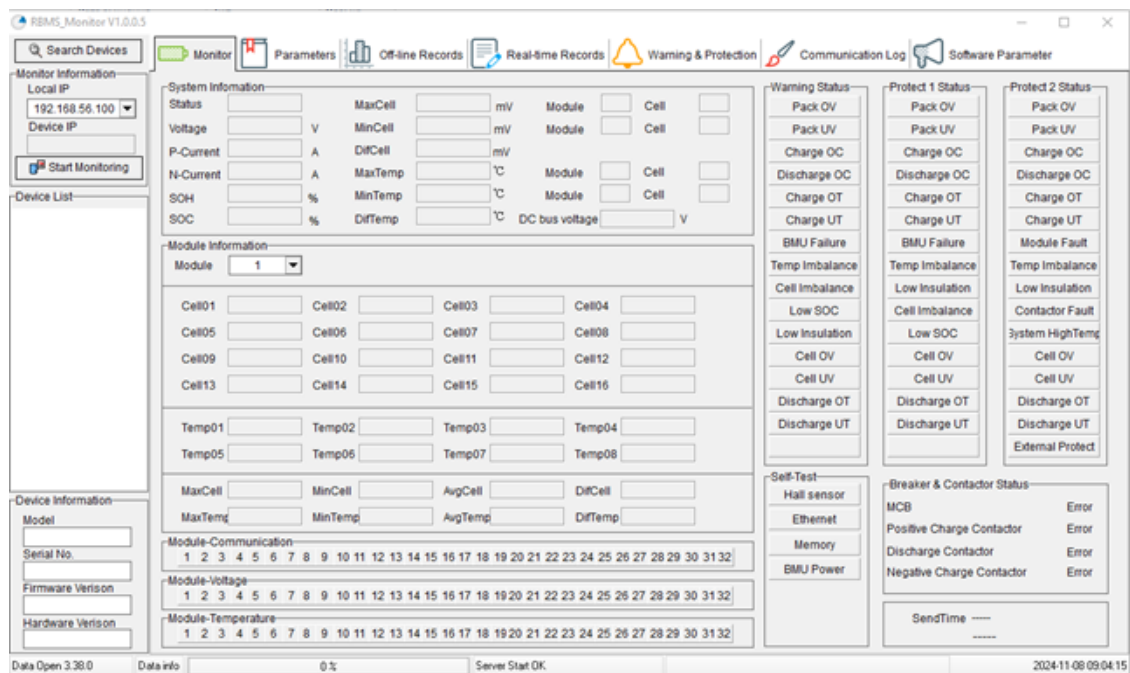 RBMS_Monitor V1.0.0.5
Search Devices
Monitor
Parameters
Off-line Records
Real-time Records
Warning & Protection
Communication Log
Software Parameter
Monitor Information
Local IP
192.168.56.100
Device IP
Start Monitoring
Device List
Device Information
Model
Serial No.
Firmware Verison
Hardware Verison
System Infomation
Status MaxCell mV Module Cell
Voltage V MinCell mV Module Cell
P-Current A DifCell mV
N-Current A MaxTemp ℃ Module Cell
SOH % MinTemp ℃ Module Cell
SOC % DifTemp ℃ DC bus voltage V
Module Information
Module 1
Cell01 Cell02 Cell03 Cell04
Cell05 Cell06 Cell07 Cell08
Cell09 Cell10 Cell11 Cell12
Cell13 Cell14 Cell15 Cell16
Temp01 Temp02 Temp03 Temp04
Temp05 Temp06 Temp07 Temp08
MaxCell MinCell AvgCell DifCell
MaxTemp MinTemp AvgTemp DifTemp
Module-Communication
1 2 3 4 5 6 7 8 9 10 11 12 13 14 15 16 17 18 19 20 21 22 23 24 25 26 27 28 29 30 31 32
Module-Voltage
1 2 3 4 5 6 7 8 9 10 11 12 13 14 15 16 17 18 19 20 21 22 23 24 25 26 27 28 29 30 31 32
Module-Temperature
1 2 3 4 5 6 7 8 9 10 11 12 13 14 15 16 17 18 19 20 21 22 23 24 25 26 27 28 29 30 31 32
Warning Status
Pack OV
Pack UV
Charge OC
Discharge OC
Charge OT
Charge UT
BMU Failure
Temp Imbalance
Cell Imbalance
Low SOC
Low Insulation
Cell OV
Cell UV
Discharge OT
Discharge UT
Protect 1 Status
Pack OV
Pack UV
Charge OC
Discharge OC
Charge OT
Charge UT
BMU Failure
Temp Imbalance
Low Insulation
Cell Imbalance
Low SOC
Cell OV
Cell UV
Discharge OT
Discharge UT
Protect 2 Status
Pack OV
Pack UV
Charge OC
Discharge OC
Charge OT
Charge UT
Module Fault
Temp Imbalance
Low Insulation
Contactor Fault
System HighTemp
Cell OV
Cell UV
Discharge OT
Discharge UT
External Protect
Self-Test
Hall sensor
Ethernet
Memory
BMU Power
Breaker & Contactor Status
MCB Error
Positive Charge Contactor Error
Discharge Contactor Error
Negative Charge Contactor Error
SendTime -----
-----
Data Open 3.38.0 Data info 0 % Server Start OK. 2024-11-08 09:04:15